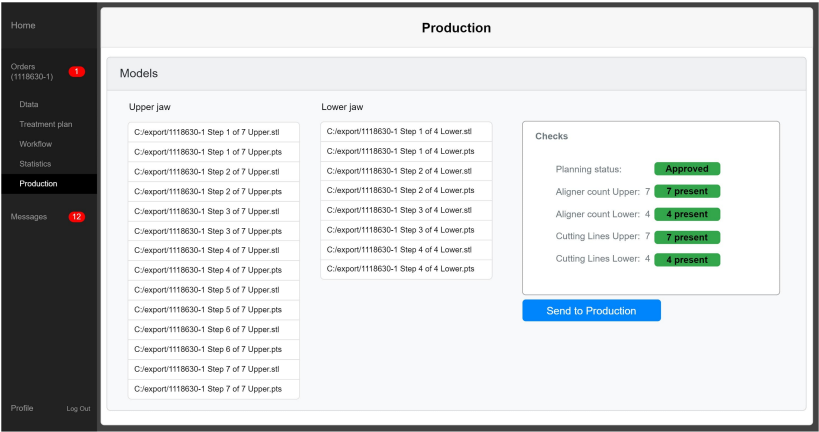 Home
Orders
(1118630-1)
1
Dtata
Treatment plan
Workflow
Statistics
Production
Messages
12
Profile
Log Out
Production
Models
Upper jaw
C:/export/1118630-1 Step 1 of 7 Upper.stl
C:/export/1118630-1 Step 1 of 7 Upper.pts
C:/export/1118630-1 Step 2 of 7 Upper.stl
C:/export/1118630-1 Step 2 of 7 Upper.pts
C:/export/1118630-1 Step 3 of 7 Upper.stl
C:/export/1118630-1 Step 3 of 7 Upper.pts
C:/export/1118630-1 Step 4 of 7 Upper.stl
C:/export/1118630-1 Step 4 of 7 Upper.pts
C:/export/1118630-1 Step 5 of 7 Upper.stl
C:/export/1118630-1 Step 5 of 7 Upper.pts
C:/export/1118630-1 Step 6 of 7 Upper.stl
C:/export/1118630-1 Step 6 of 7 Upper.pts
C:/export/1118630-1 Step 7 of 7 Upper.stl
C:/export/1118630-1 Step 7 of 7 Upper.pts
Lower jaw
C:/export/1118630-1 Step 1 of 4 Lower.stl
C:/export/1118630-1 Step 1 of 4 Lower.pts
C:/export/1118630-1 Step 2 of 4 Lower.stl
C:/export/1118630-1 Step 2 of 4 Lower.pts
C:/export/1118630-1 Step 3 of 4 Lower.stl
C:/export/1118630-1 Step 3 of 4 Lower.pts
C:/export/1118630-1 Step 4 of 4 Lower.stl
C:/export/1118630-1 Step 4 of 4 Lower.pts
Checks
Planning status: Approved
Aligner count Upper: 7 7 present
Aligner count Lower: 4 4 present
Cutting Lines Upper: 7 7 present
Cutting Lines Lower: 4 4 present
Send to Production